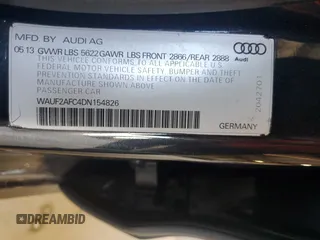 MFD BY AUDI AG
05 13 GVWR LBS 5622 GAWR LBS FRONT 2866/REAR 2888
THIS VEHICLE CONFORMS TO ALL APPLICABLE U.S.
FEDERAL MOTOR VEHICLE SAFETY, BUMPER AND THEFT
PREVENTION STANDARDS IN EFFECT ON THE DATE OF
MANUFACTURE SHOWN ABOVE
PASSENGER CAR
WAUF2AFC4DN154826
Audi
GERMANY
DREAMBID